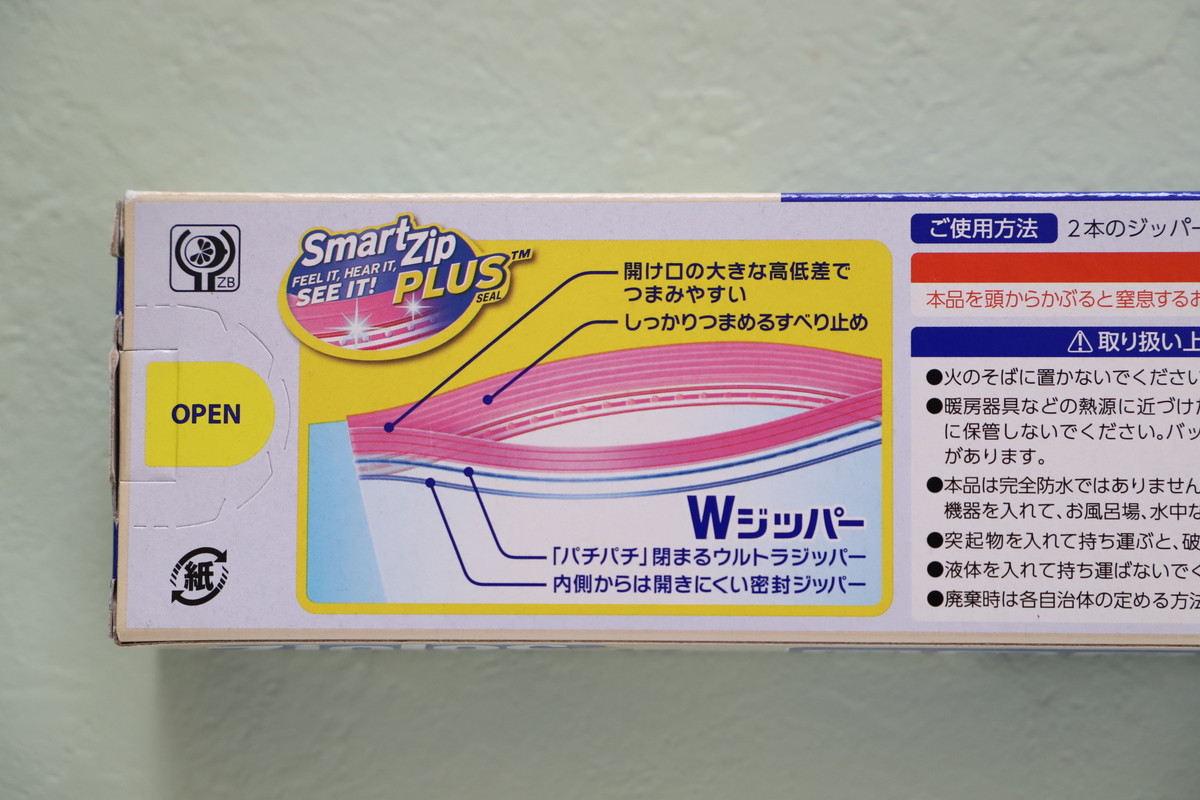 ZB
OPEN
紙
SmartZip
FEEL IT, HEAR IT,
SEE IT!
PLUS™
SEAL
開け口の大きな高低差で
つまみやすい
しっかりつまめるすべり止め
Wジッパー
「パチパチ」閉まるウルトラジッパー
内側からは開きにくい密封ジッパー
ご使用方法 2本のジッパー
本品を頭からかぶると窒息するお
取り扱い上
●火のそばに置かないでください
●暖房器具などの熱源に近づけた
に保管しないでください。バッ
があります。
●本品は完全防水ではありません
機器を入れて、お風呂場、水中な
●突起物を入れて持ち運ぶと、破
●液体を入れて持ち運ばないでく
●廃棄時は各自治体の定める方法